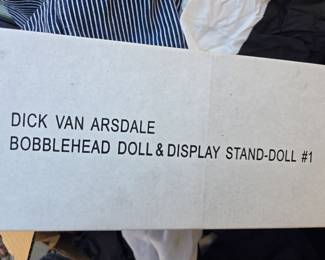 DICK VAN ARSDALE
BOBBLEHEAD DOLL & DISPLAY STAND-DOLL #1